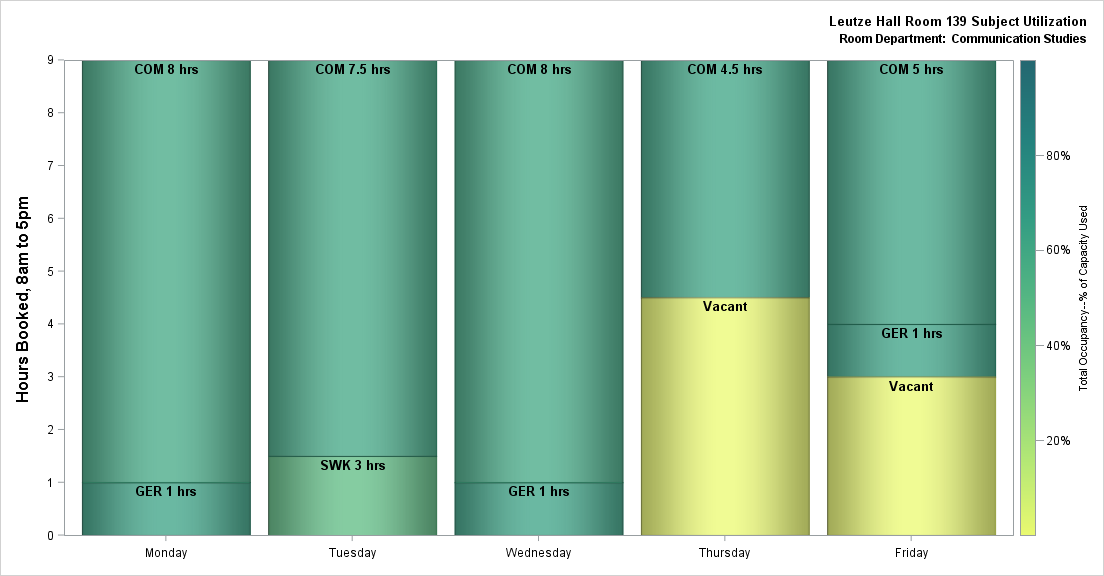 Leutze Hall Room 139 Subject Utilization
Room Department: Communication Studies
Hours Booked, 8am to 5pm
9
8
7
6
5
4
3
2
1
0
COM 8 hrs
GER 1 hrs
COM 7.5 hrs
SWK 3 hrs
COM 8 hrs
GER 1 hrs
COM 4.5 hrs
Vacant
COM 5 hrs
GER 1 hrs
Vacant
Monday
Tuesday
Wednesday
Thursday
Friday
80%
60%
40%
20%
Total Occupancy--% of Capacity Used